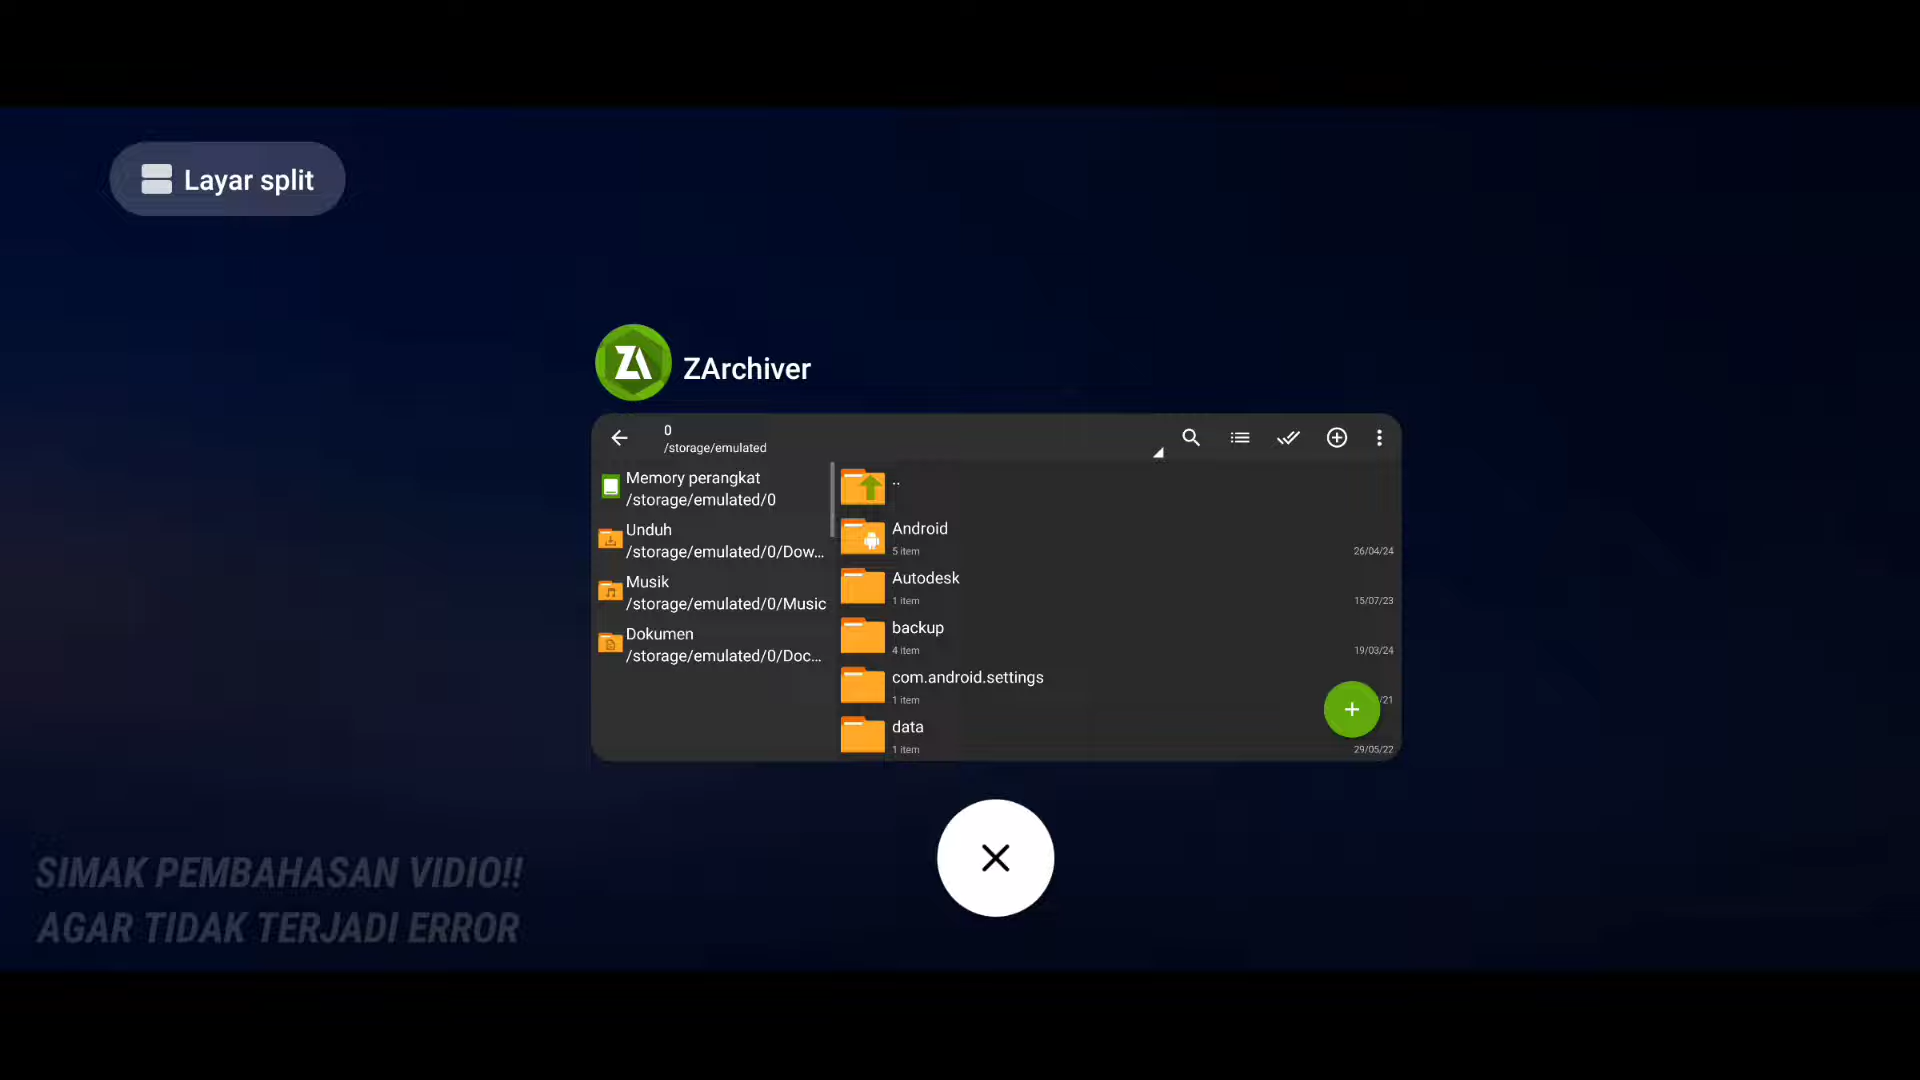 Layar split
ZArchiver
0
/storage/emulated
Memory perangkat
/storage/emulated/0
Unduh
/storage/emulated/0/Dow...
Musik
/storage/emulated/0/Music
Dokumen
/storage/emulated/0/Doc...
..
Android
5 item
26/04/24
Autodesk
1 item
15/07/23
backup
4 item
19/03/24
com.android.settings
1 item
/21
data
1 item
29/05/22
SIMAK PEMBAHASAN VIDIO!!
AGAR TIDAK TERJADI ERROR